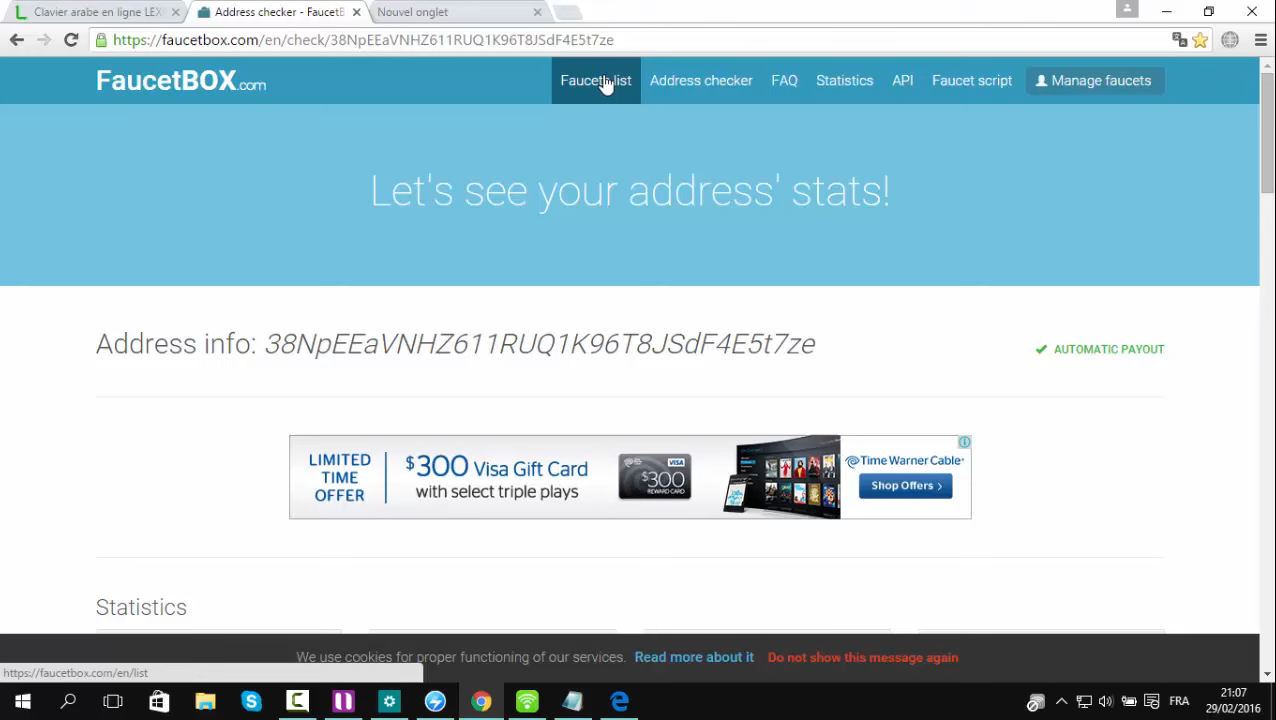 Clavier arabe en ligne LEXI
Address checker - FaucetB
Nouvel onglet
https://faucetbox.com/en/check/38NpEEaVNHZ611RUQ1K96T8JSdF4E5t7ze
FaucetBOX.com
Faucet list
Address checker
FAQ
Statistics
API
Faucet script
Manage faucets
Let's see your address' stats!
Address info: 38NpEEaVNHZ611RUQ1K96T8JSdF4E5t7ze
AUTOMATIC PAYOUT
LIMITED
TIME
OFFER
$300 Visa Gift Card
with select triple plays
VISA
$300
REWARD CARD
Time Warner Cable
Shop Offers >
Statistics
We use cookies for proper functioning of our services. Read more about it Do not show this message again
https://faucetbox.com/en/list
FRA
21:07
29/02/2016